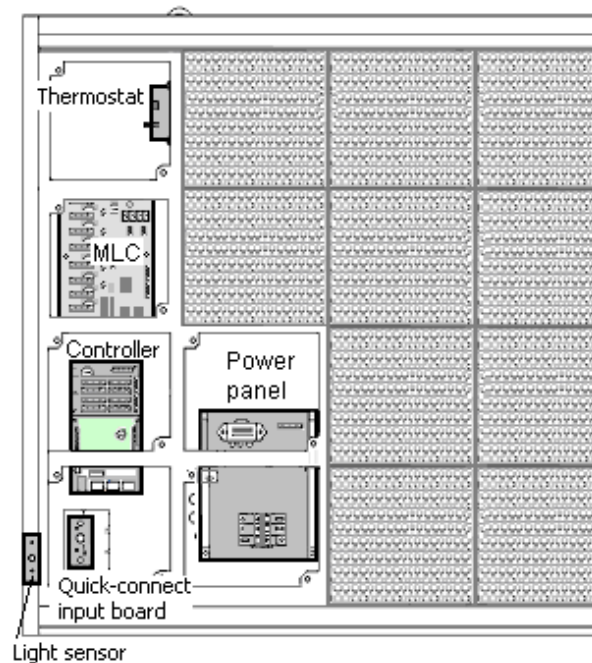 Thermostat
MLC
Controller
Power
panel
Quick-connect
input board
Light sensor